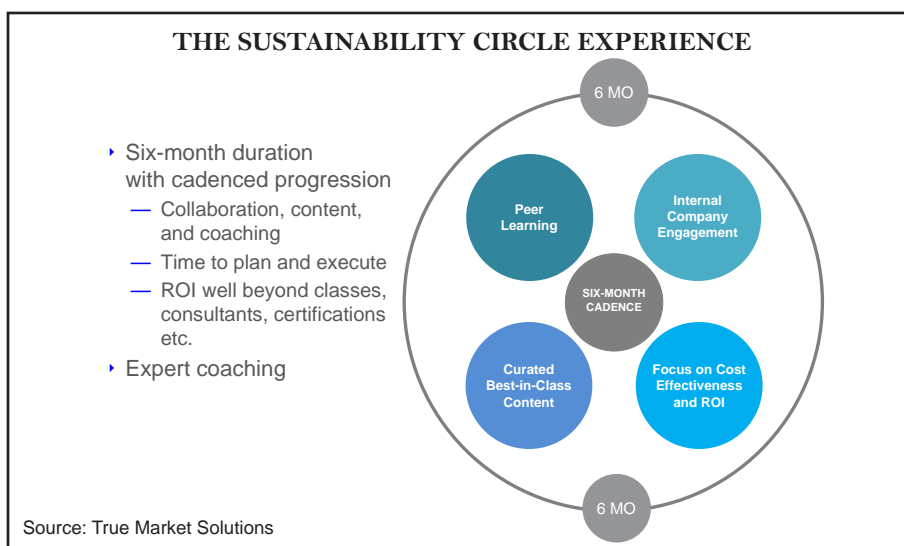 THE SUSTAINABILITY CIRCLE EXPERIENCE
‣ Six-month duration
with cadenced progression
— Collaboration, content,
and coaching
— Time to plan and execute
— ROI well beyond classes,
consultants, certifications
etc.
‣ Expert coaching
6 MO
Peer
Learning
Internal
Company
Engagement
SIX-MONTH
CADENCE
Curated
Best-in-Class
Content
Focus on Cost
Effectiveness
and ROI
6 MO
Source: True Market Solutions